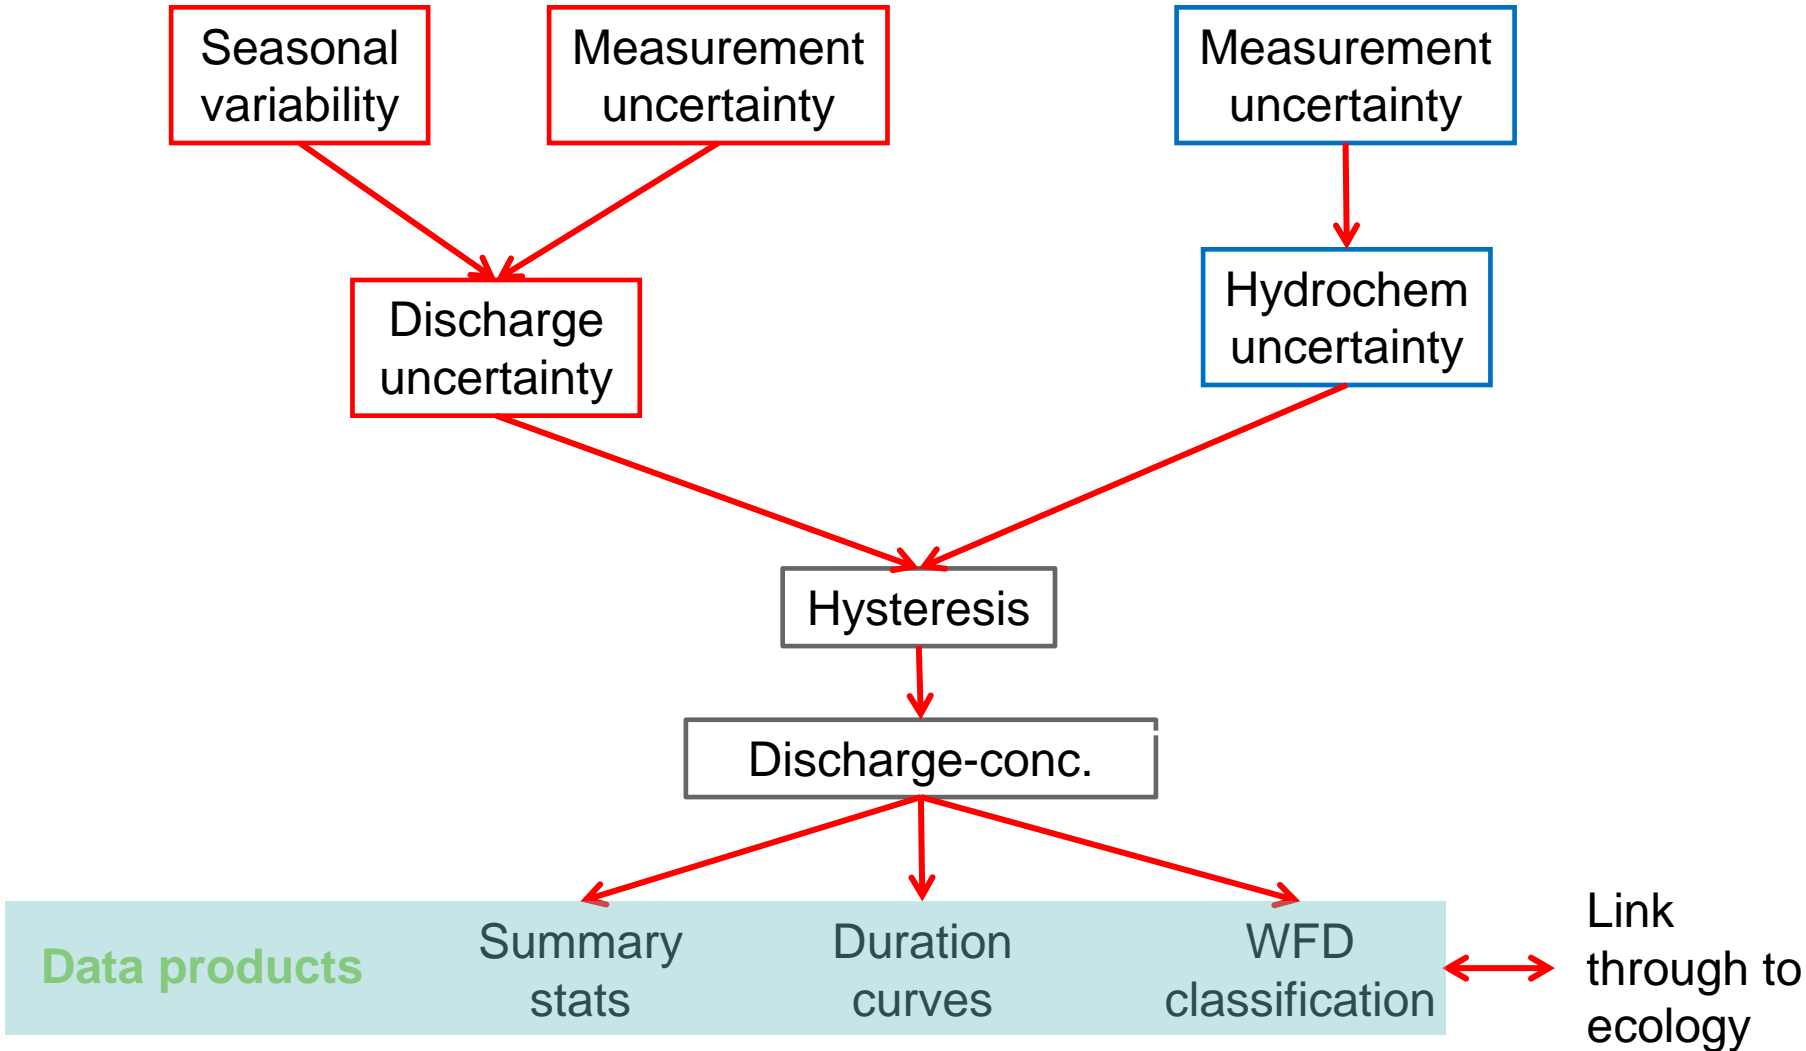 Seasonal
variability
Measurement
uncertainty
Measurement
uncertainty
Discharge
uncertainty
Hydrochem
uncertainty
Hysteresis
Discharge-conc.
Data products
Summary
stats
Duration
curves
WFD
classification
Link
through to
ecology